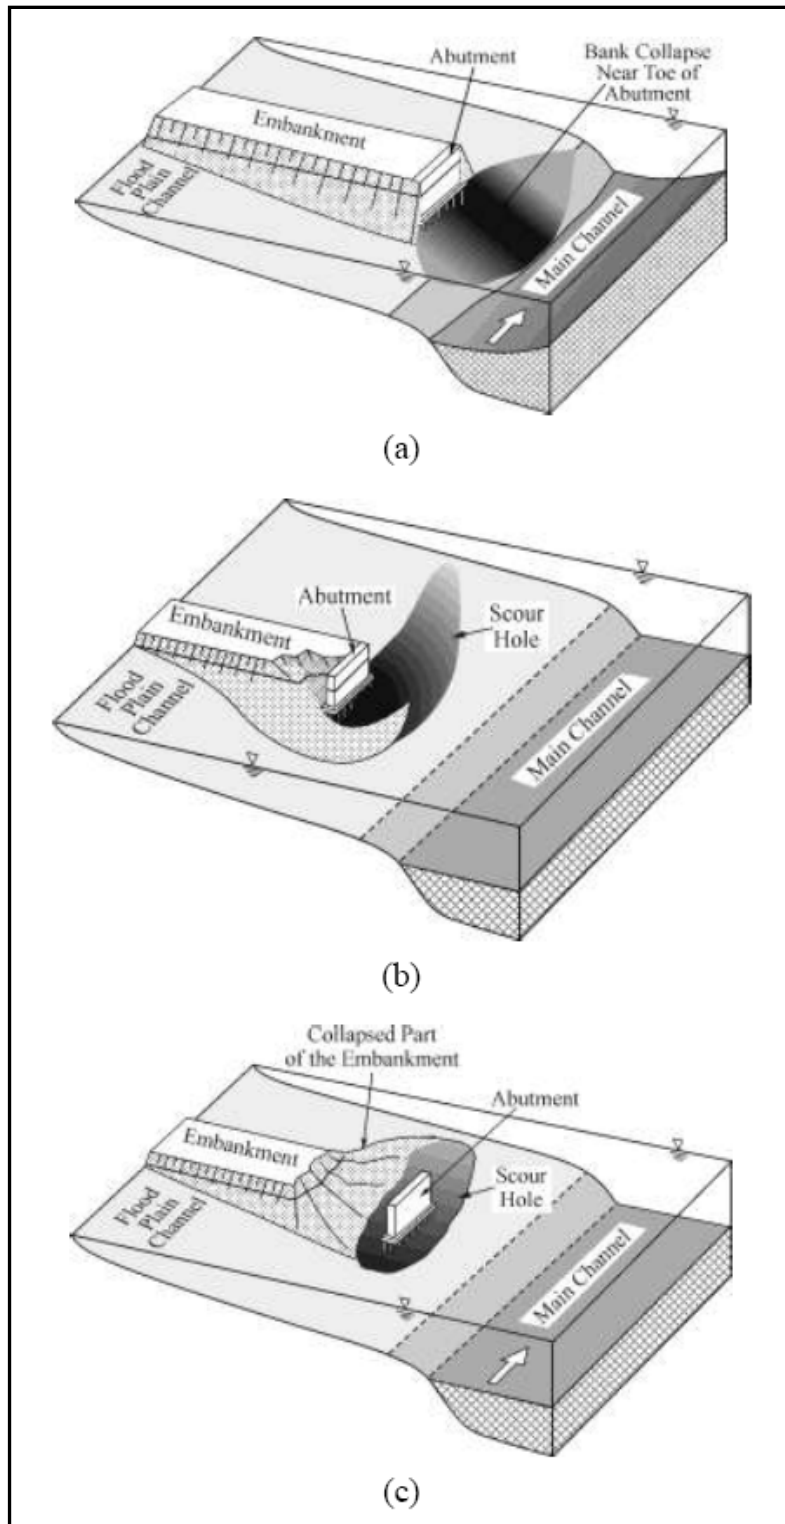 Abutment
Bank Collapse
Near Toe of
Abutment
Embankment
Flood Plain
Channel
Main Channel
(a)
Abutment
Embankment
Scour
Hole
Flood Plain
Channel
Main Channel
(b)
Collapsed Part
of the Embankment
Abutment
Embankment
Scour
Hole
Flood
Plain
Channel
Main Channel
(c)